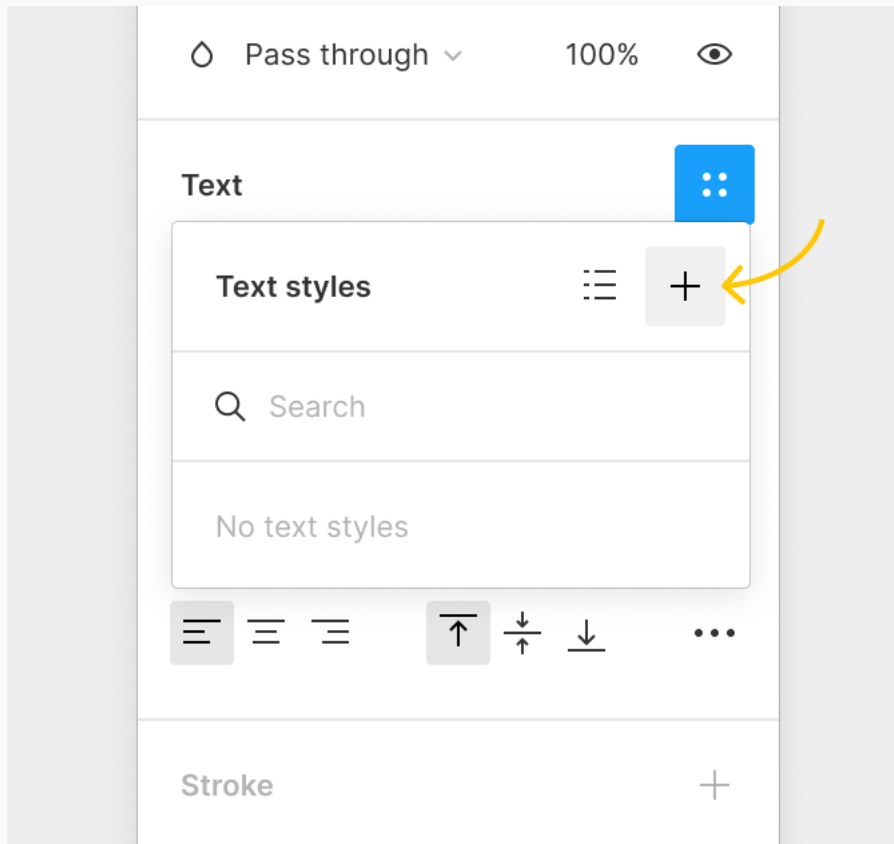 Pass through 100%
Text
Text styles
Search
No text styles
Stroke